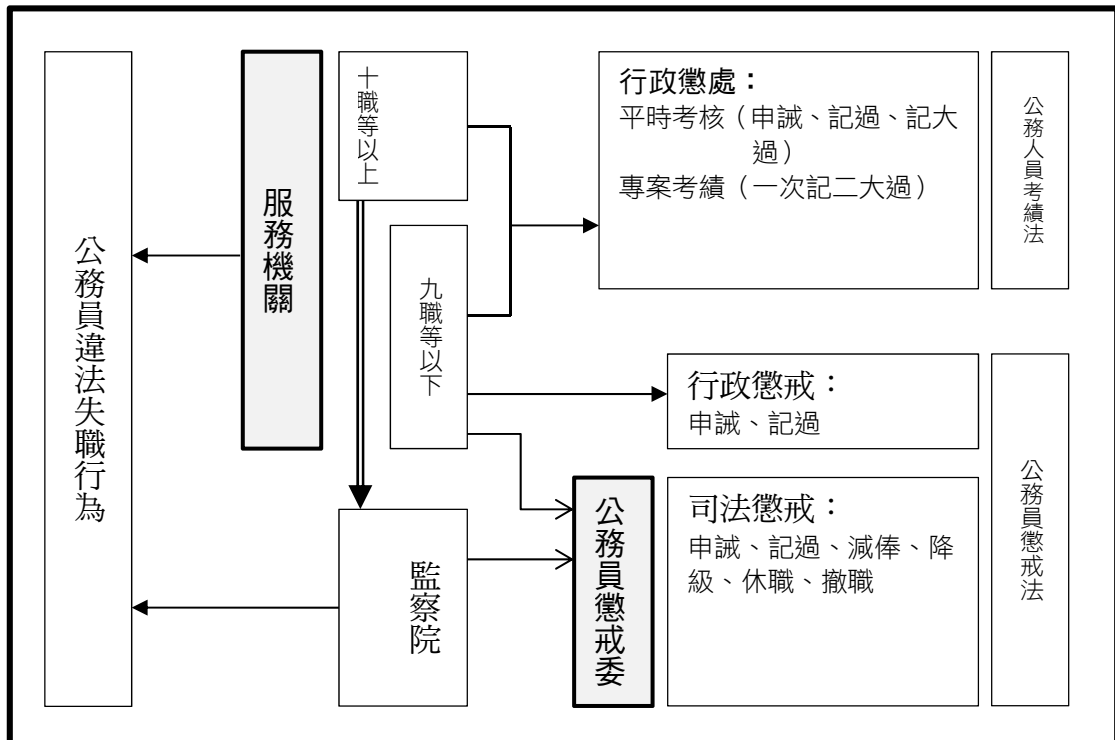 公務員違法失職行為
服務機關
十職等以上
九職等以下
監察院
行政懲處：
平時考核（申誡、記過、記大
過）
專案考績（一次記二大過）
公務人員考績法
行政懲戒：
申誡、記過
公務員懲戒委
司法懲戒：
申誡、記過、減俸、降
級、休職、撤職
公務員懲戒法